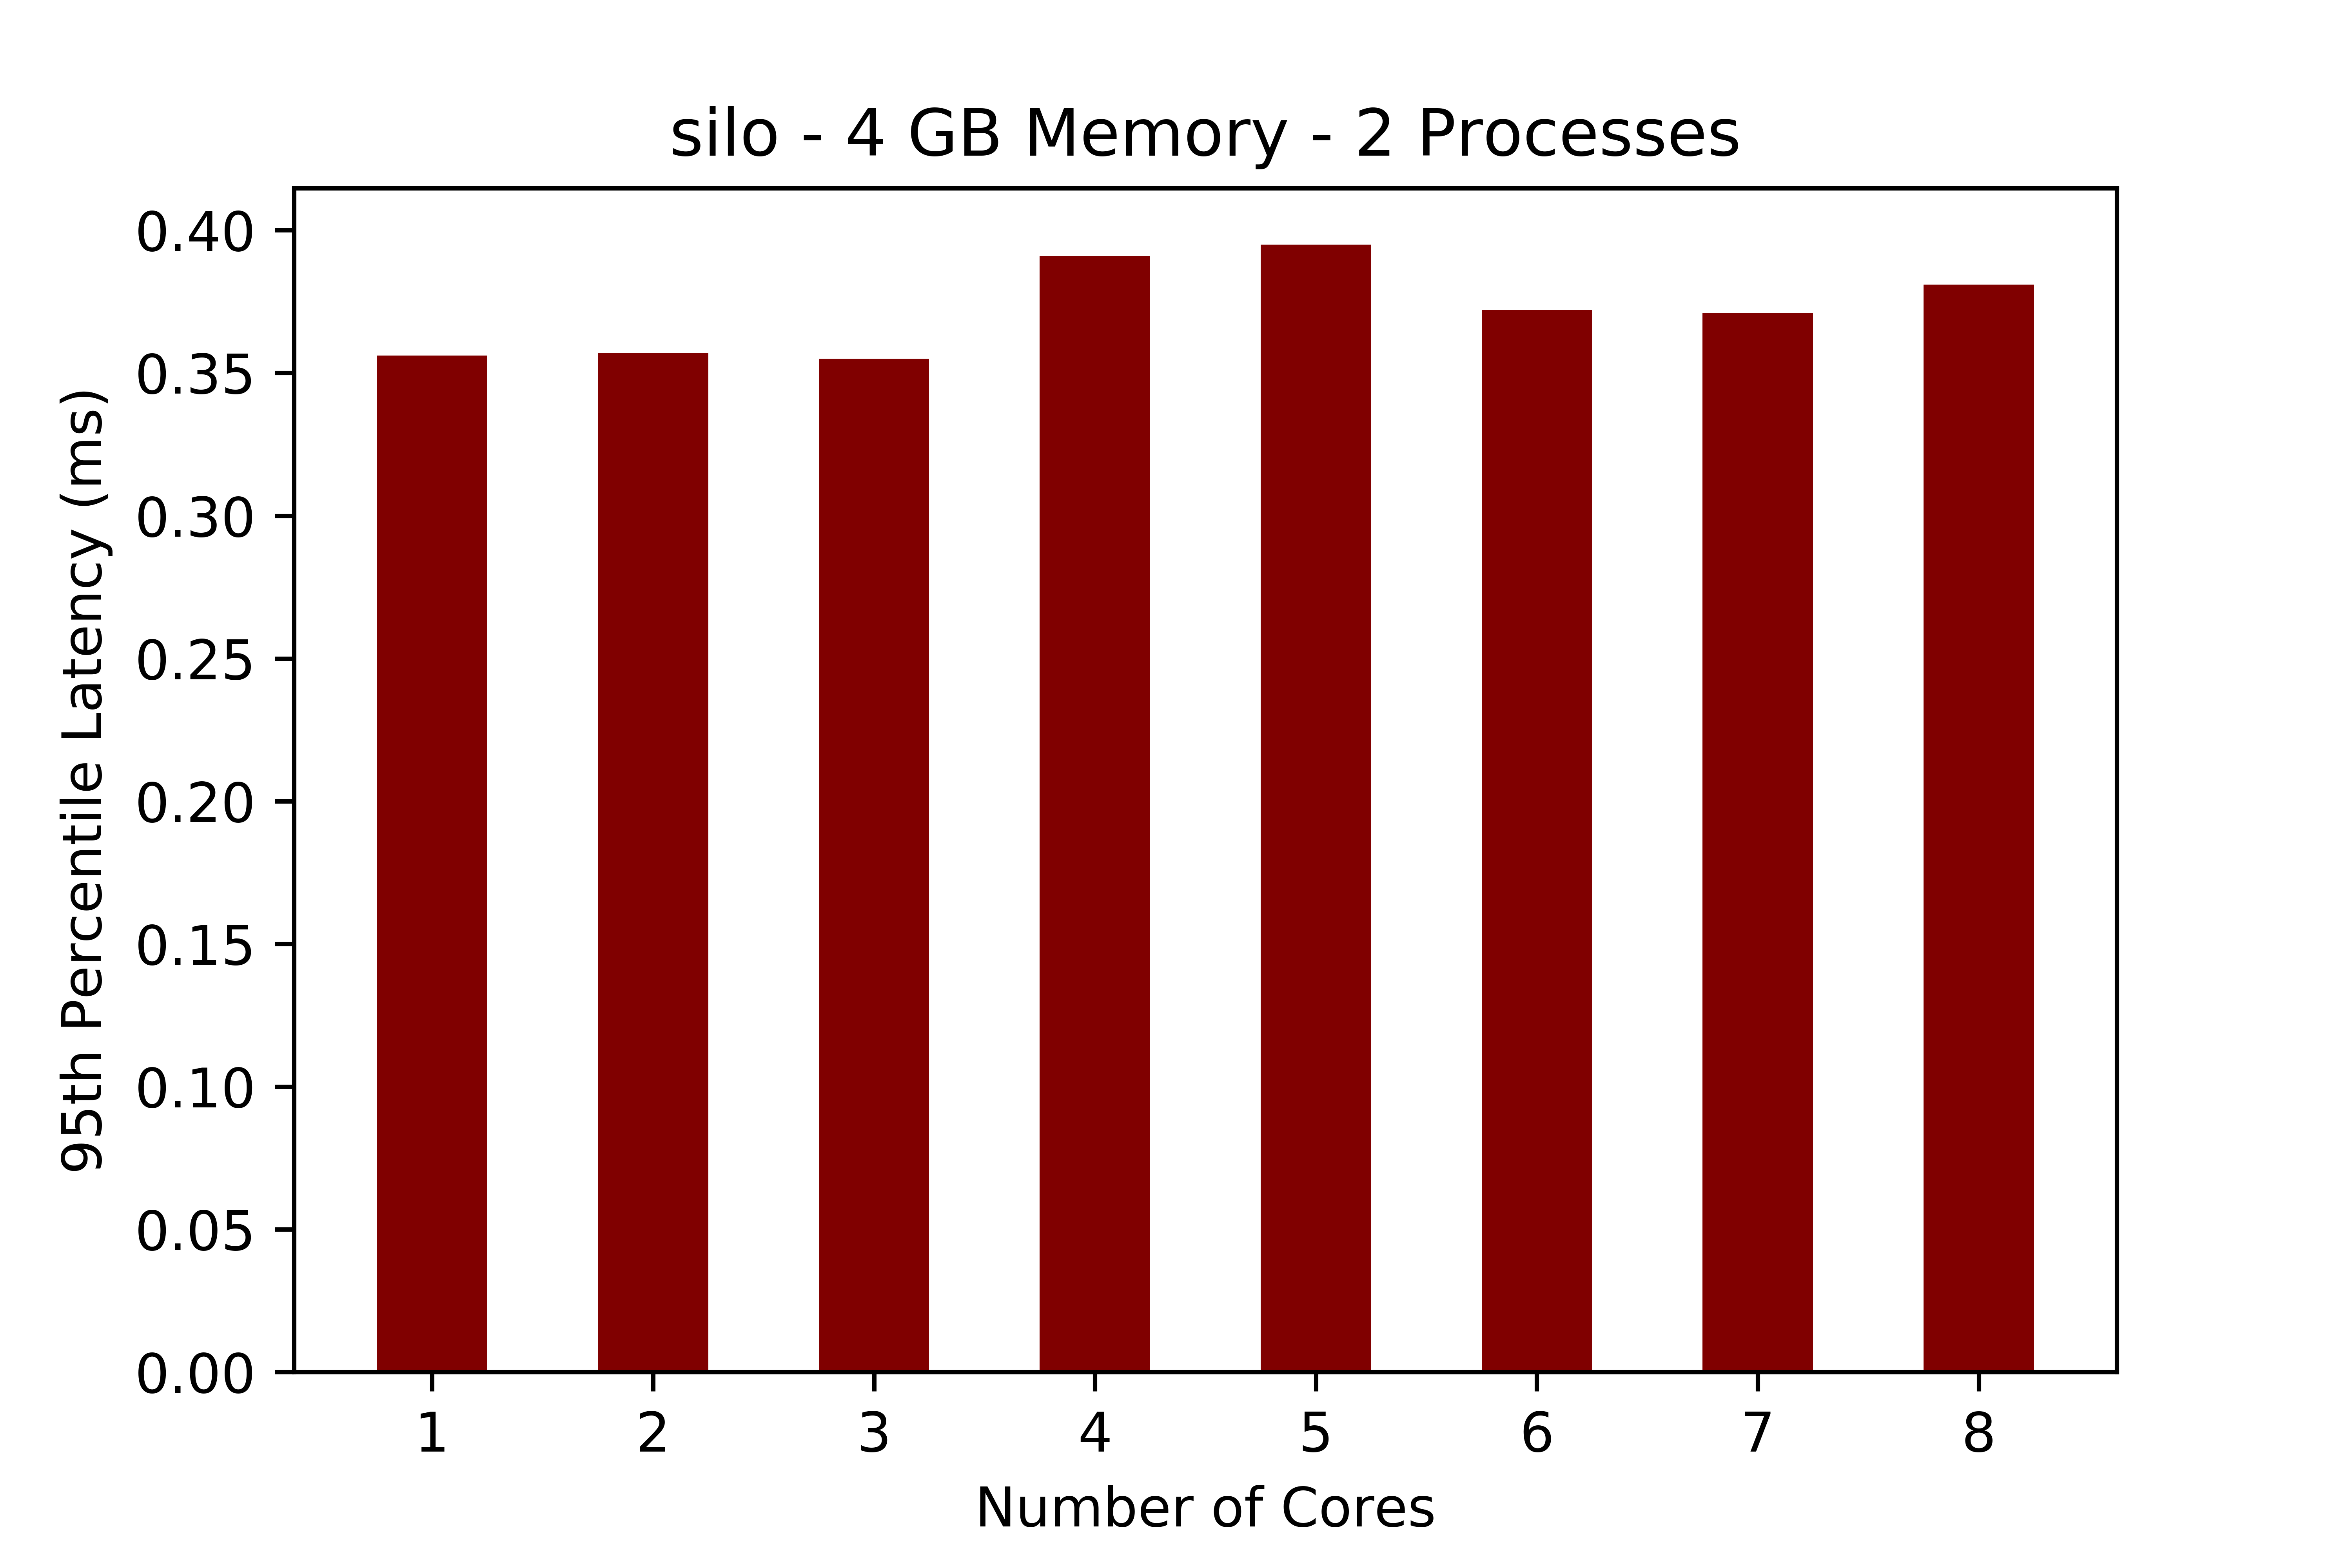 silo - 4 GB Memory - 2 Processes
95th Percentile Latency (ms)
0.40
0.35
0.30
0.25
0.20
0.15
0.10
0.05
0.00
1 2 3 4 5 6 7 8
Number of Cores